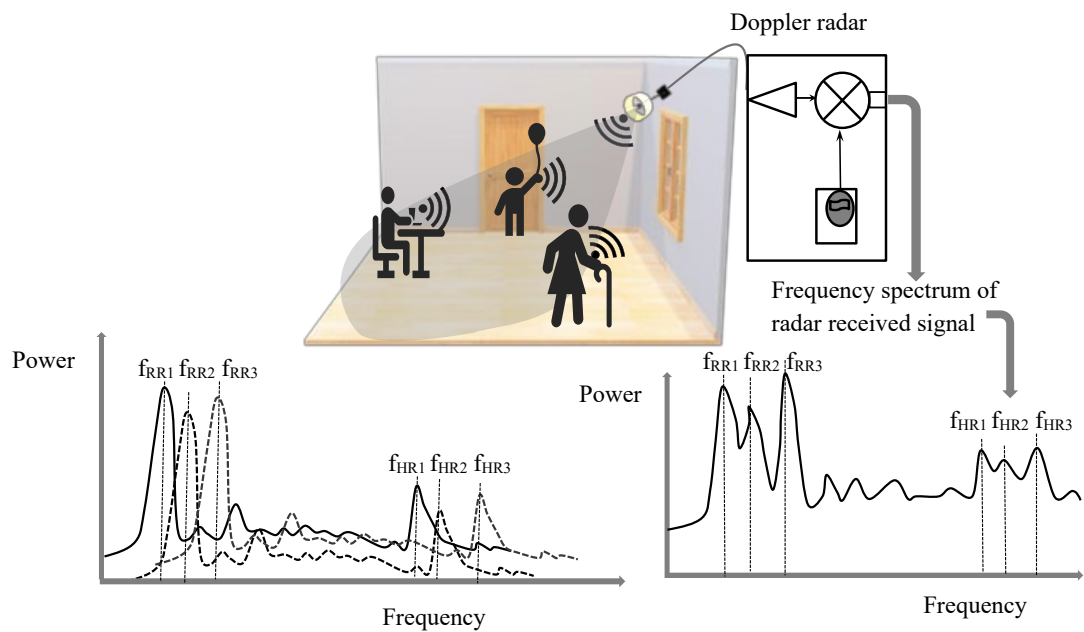 Doppler radar
Frequency spectrum of
radar received signal
Power
fRR1 fRR2 fRR3
fHR1 fHR2 fHR3
Frequency
Power
fRR1 fRR2 fRR3
fHR1 fHR2 fHR3
Frequency